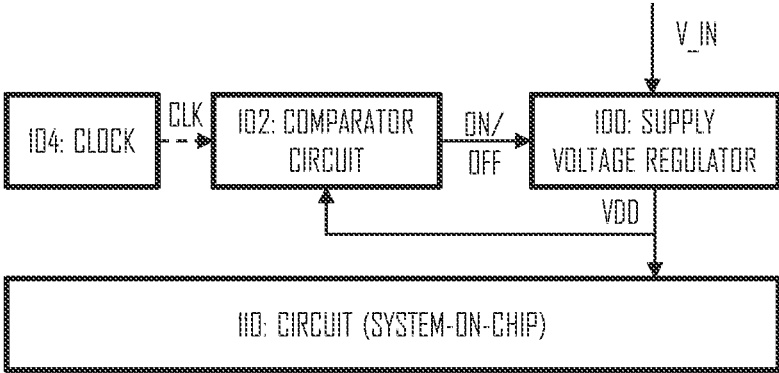 V_IN
104: CLOCK
CLK
102: COMPARATOR
CIRCUIT
ON/
OFF
100: SUPPLY
VOLTAGE REGULATOR
VDD
110: CIRCUIT (SYSTEM-ON-CHIP)